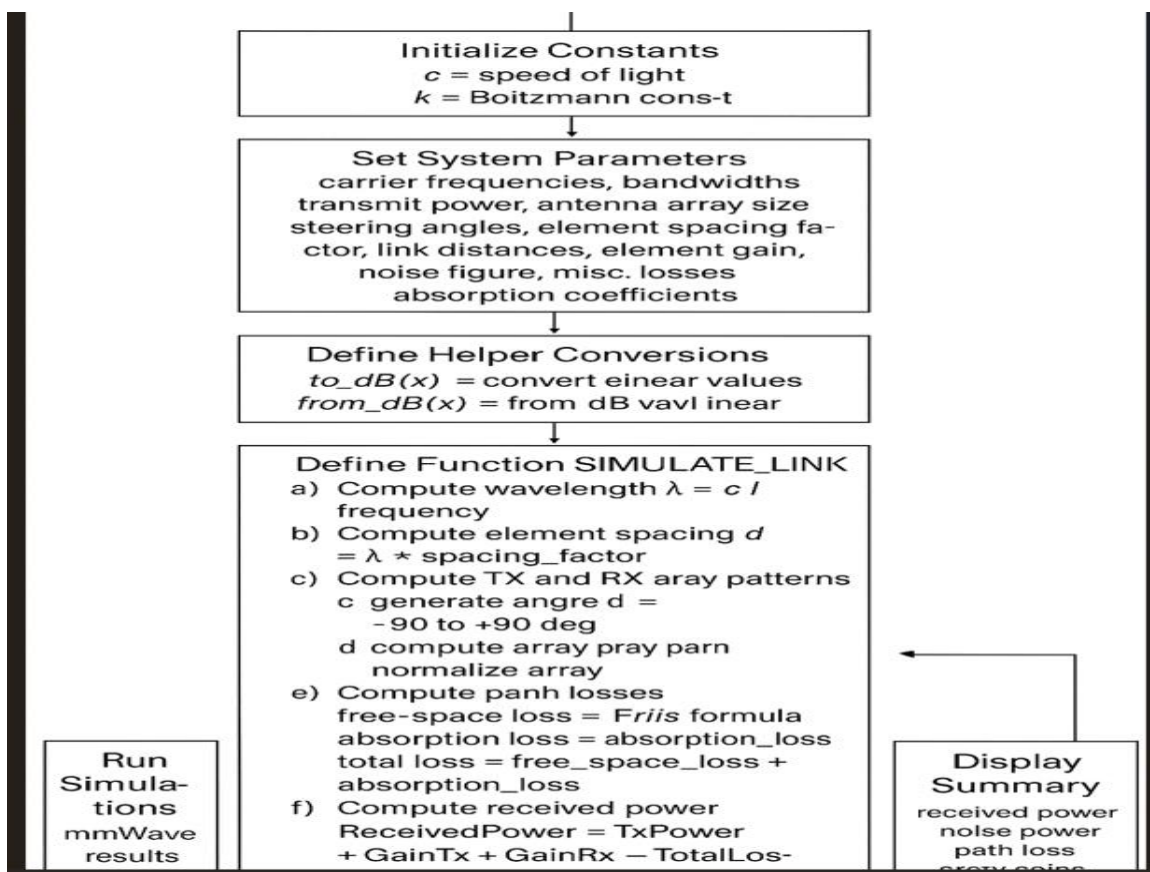 Initialize Constants
c = speed of light
k = Boitzmann cons-t
Set System Parameters
carrier frequencies, bandwidths
transmit power, antenna array size
steering angles, element spacing fa-
ctor, link distances, element gain,
noise figure, misc. losses
absorption coefficients
Define Helper Conversions
to_dB(x) = convert einear values
from_dB(x) = from dB vavl inear
Define Function SIMULATE_LINK
a) Compute wavelength λ = c /
frequency
b) Compute element spacing d
= λ * spacing_factor
c) Compute TX and RX aray patterns
c generate angre d =
-90 to +90 deg
d compute array pray parn
normalize array
e) Compute panh losses
free-space loss = Friis formula
absorption loss = absorption_loss
total loss = free_space_loss +
absorption_loss
f) Compute received power
ReceivedPower = TxPower
+ GainTx + GainRx − TotalLos-
Run
Simula-
tions
mmWave
results
Display
Summary
received power
nolse power
path loss